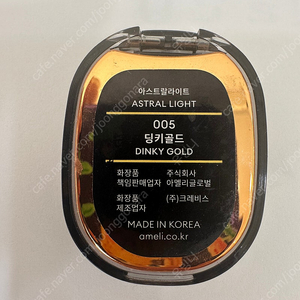 아스트랄라이트
ASTRAL LIGHT
005
딩키골드
DINKY GOLD
화장품 주식회사
책임판매업자 아멜리글로벌
화장품 (주)크레비스
제조업자
MADE IN KOREA
ameli.co.kr